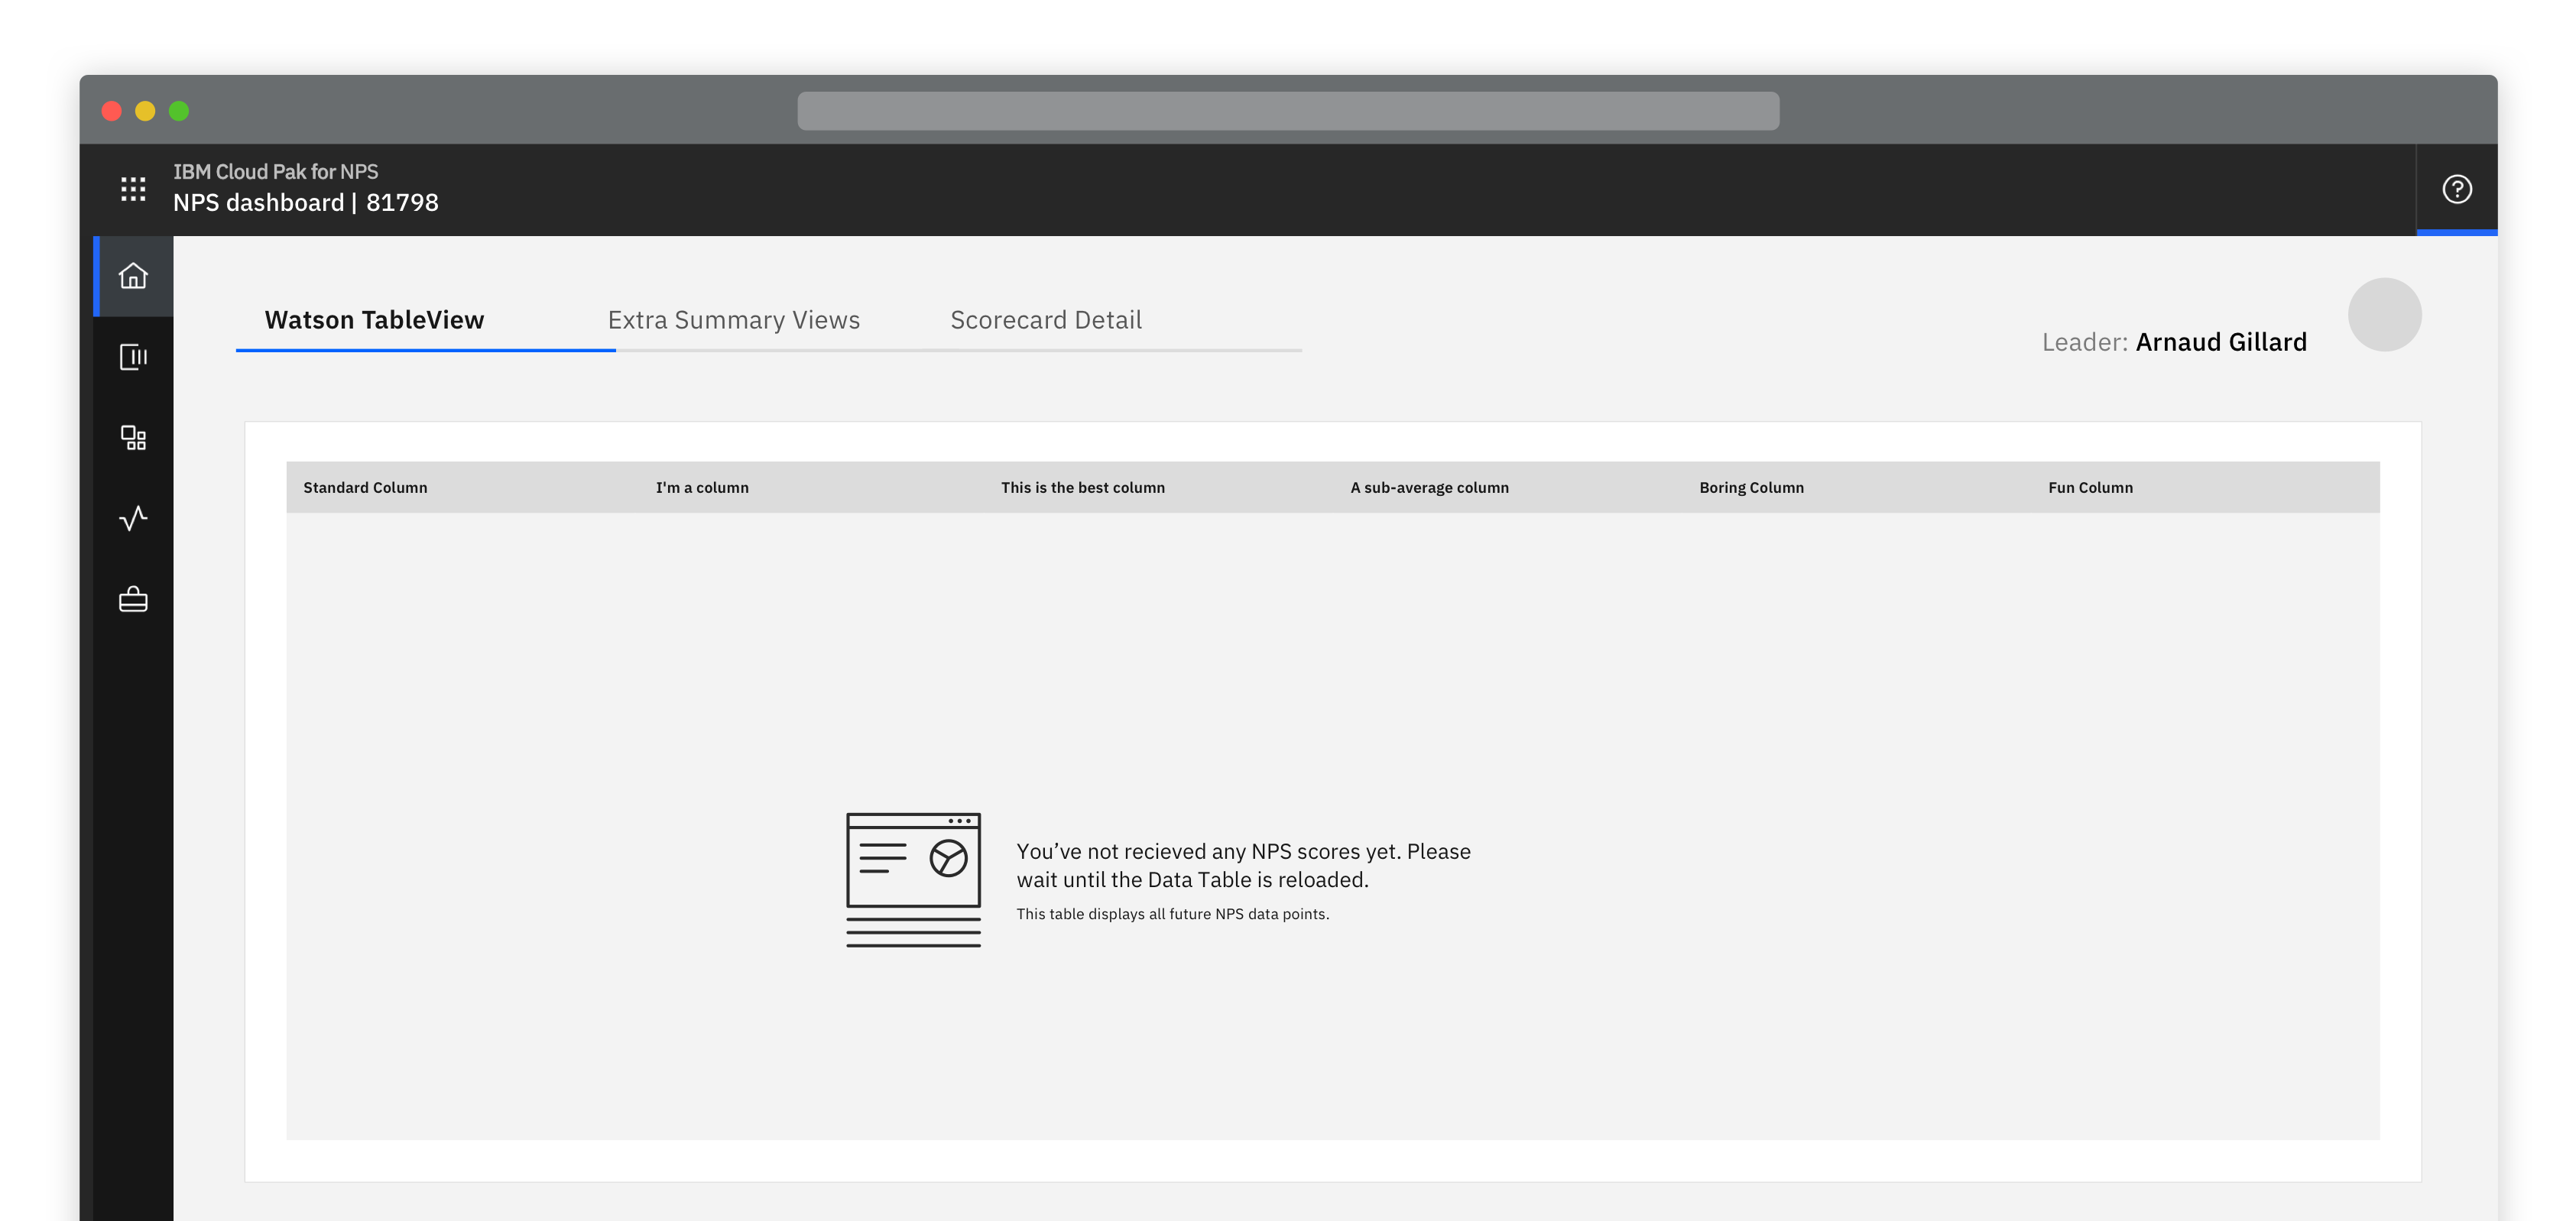 IBM Cloud Pak for NPS
NPS dashboard | 81798
Watson TableView
Extra Summary Views
Scorecard Detail
Leader: Arnaud Gillard
Standard Column
I'm a column
This is the best column
A sub-average column
Boring Column
Fun Column
You’ve not recieved any NPS scores yet. Please
wait until the Data Table is reloaded.
This table displays all future NPS data points.